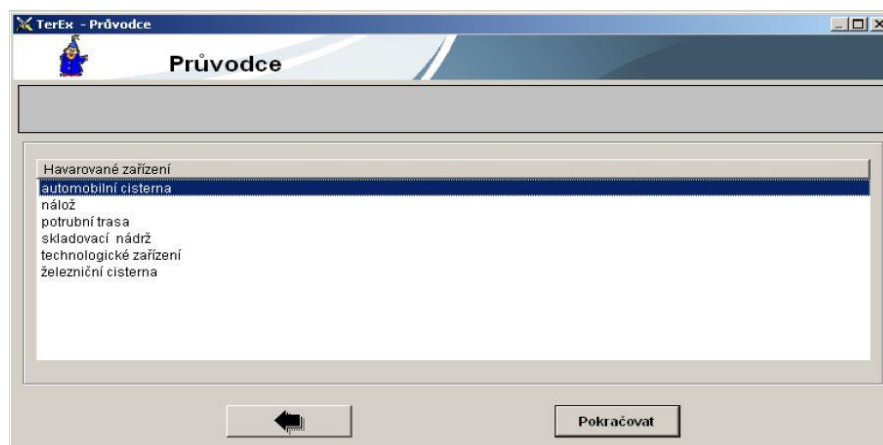 TerEx - Průvodce
Průvodce
Havarované zařízení
automobilní cisterna
nálož
potrubní trasa
skladovací nádrž
technologické zařízení
železniční cisterna
Pokračovat